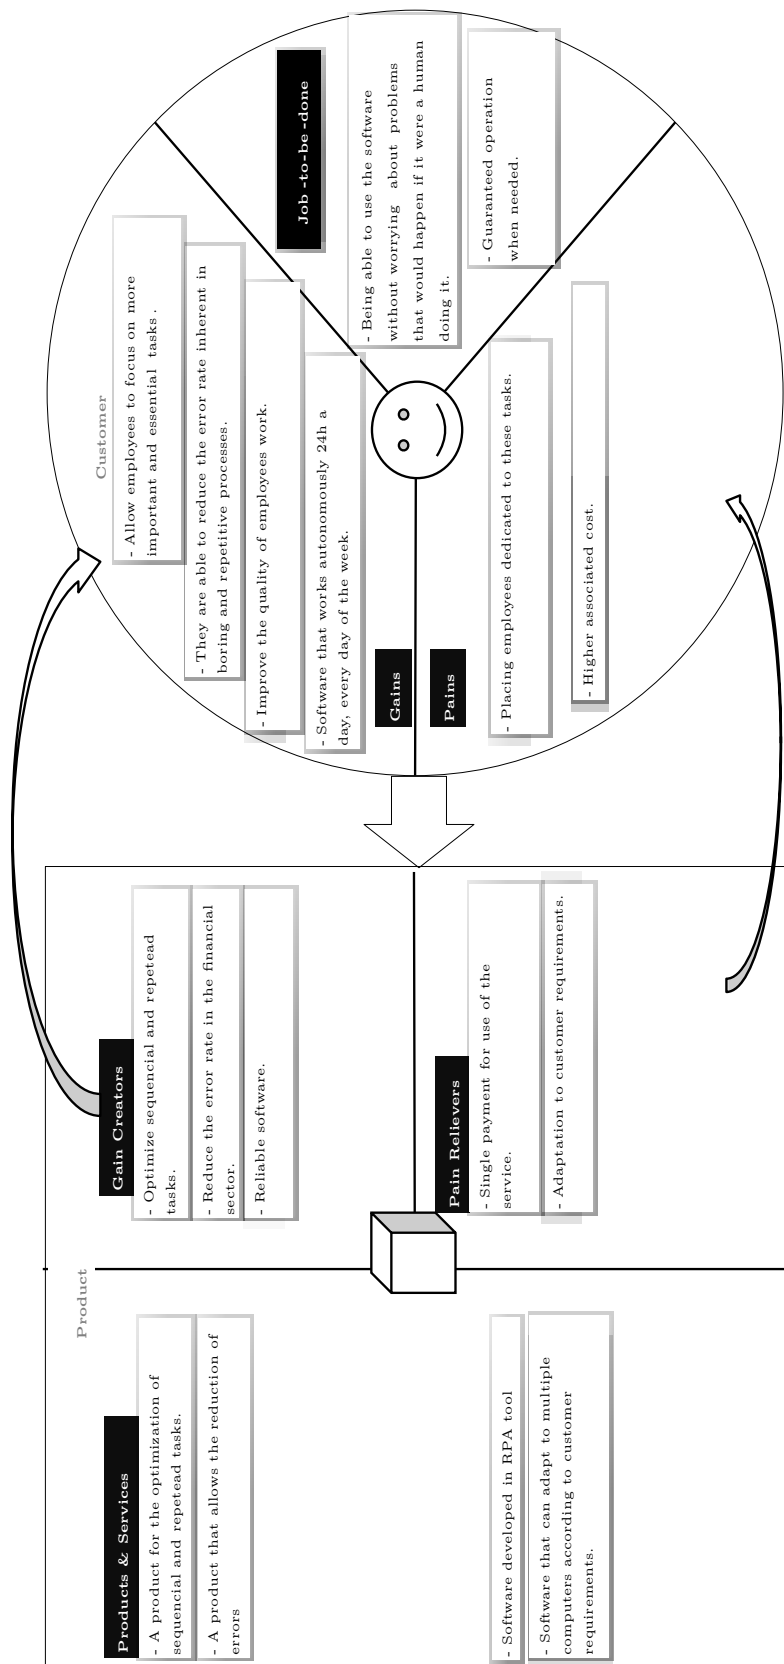 Product
Products & Services
- A product for the optimization of
sequencial and repetead tasks.
- A product that allows the reduction of
errors
- Software developed in RPA tool
- Software that can adapt to multiple
computers according to customer
requirements.
Gain Creators
- Optimize sequencial and repetead
tasks.
- Reduce the error rate in the financial
sector.
- Reliable software.
Pain Relievers
- Single payment for use of the
service.
- Adaptation to customer requirements.
Customer
- Allow employees to focus on more
important and essential tasks .
- They are able to reduce the error rate inherent in
boring and repetitive processes.
- Improve the quality of employees work.
- Software that works autonomously 24h a
day, every day of the week.
Gains
Pains
- Placing employees dedicated to these tasks.
- Higher associated cost.
Job -to-be -done
- Being able to use the software
without worrying about problems
that would happen if it were a human
doing it.
- Guaranteed operation
when needed.